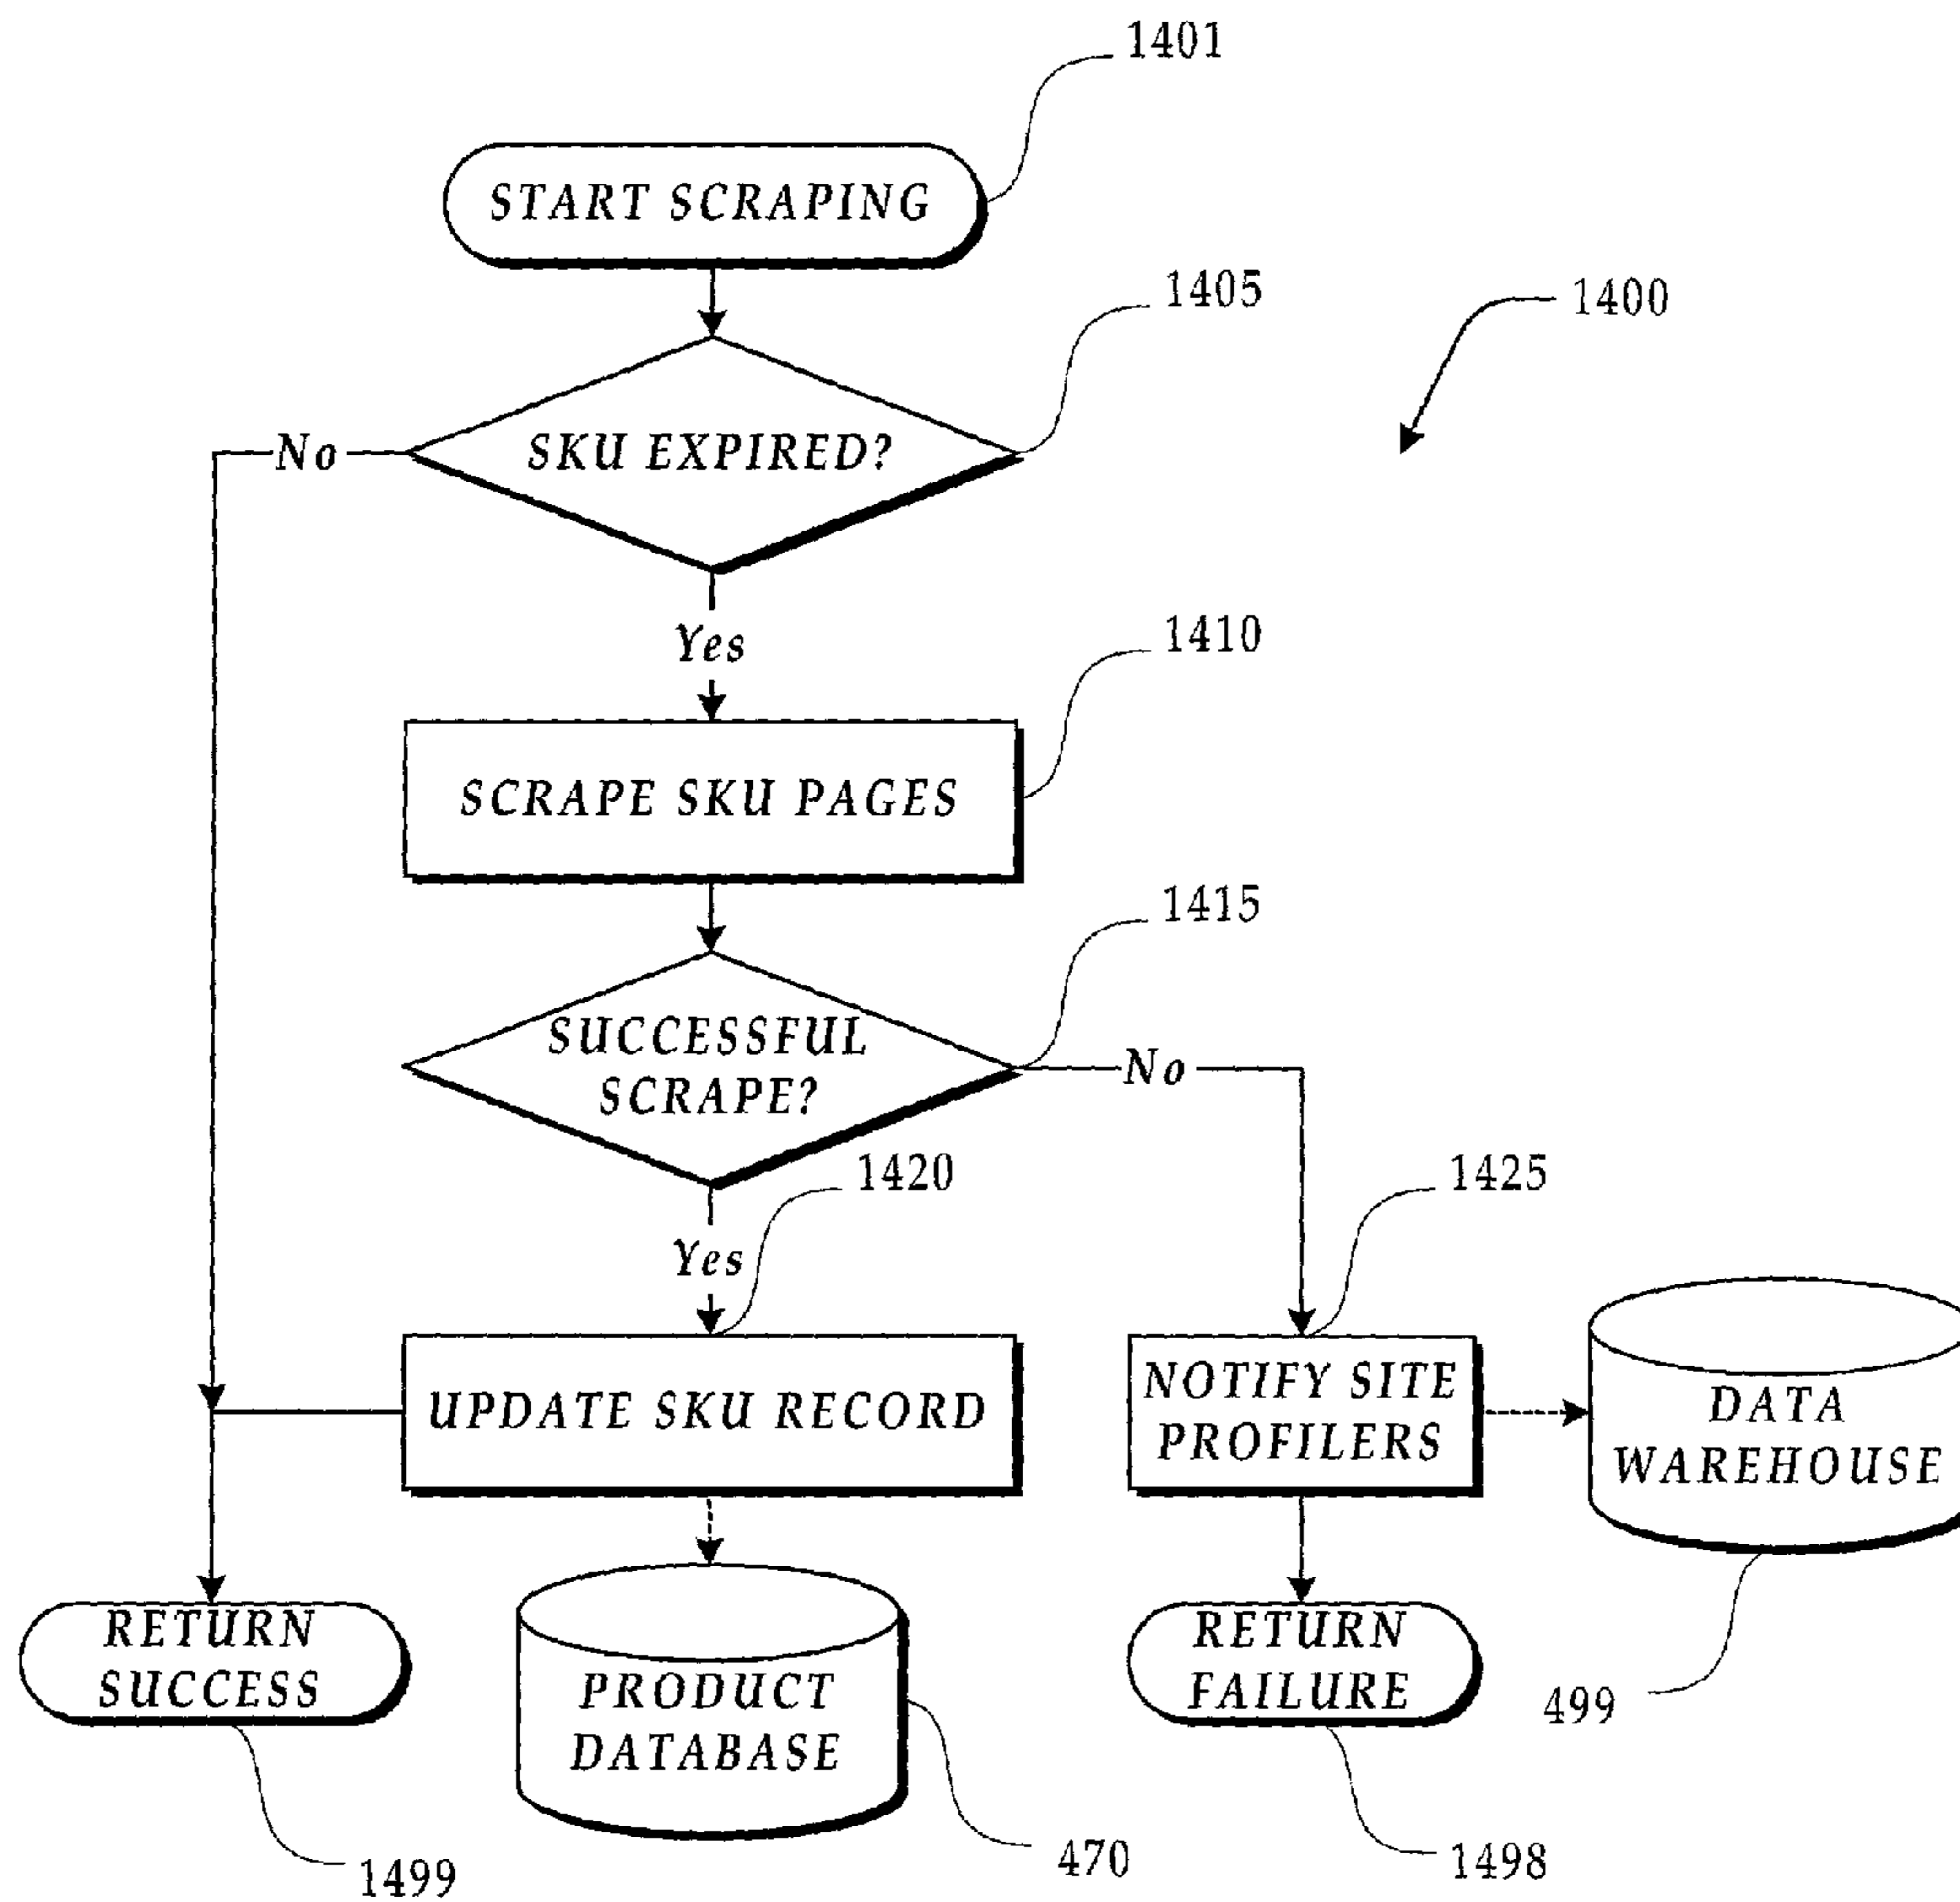 1401
START SCRAPING
1405
1400
SKU EXPIRED?
No
Yes
1410
SCRAPE SKU PAGES
1415
SUCCESSFUL
SCRAPE?
No
1420
1425
Yes
UPDATE SKU RECORD
NOTIFY SITE
PROFILERS
DATA
WAREHOUSE
RETURN
SUCCESS
PRODUCT
DATABASE
RETURN
FAILURE
499
1499
470
1498